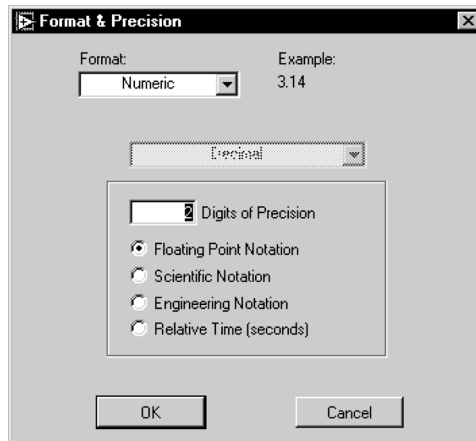 Format & Precision
Format:
Example:
Numeric
3.14
Decimal
2 Digits of Precision
Floating Point Notation
Scientific Notation
Engineering Notation
Relative Time (seconds)
OK
Cancel